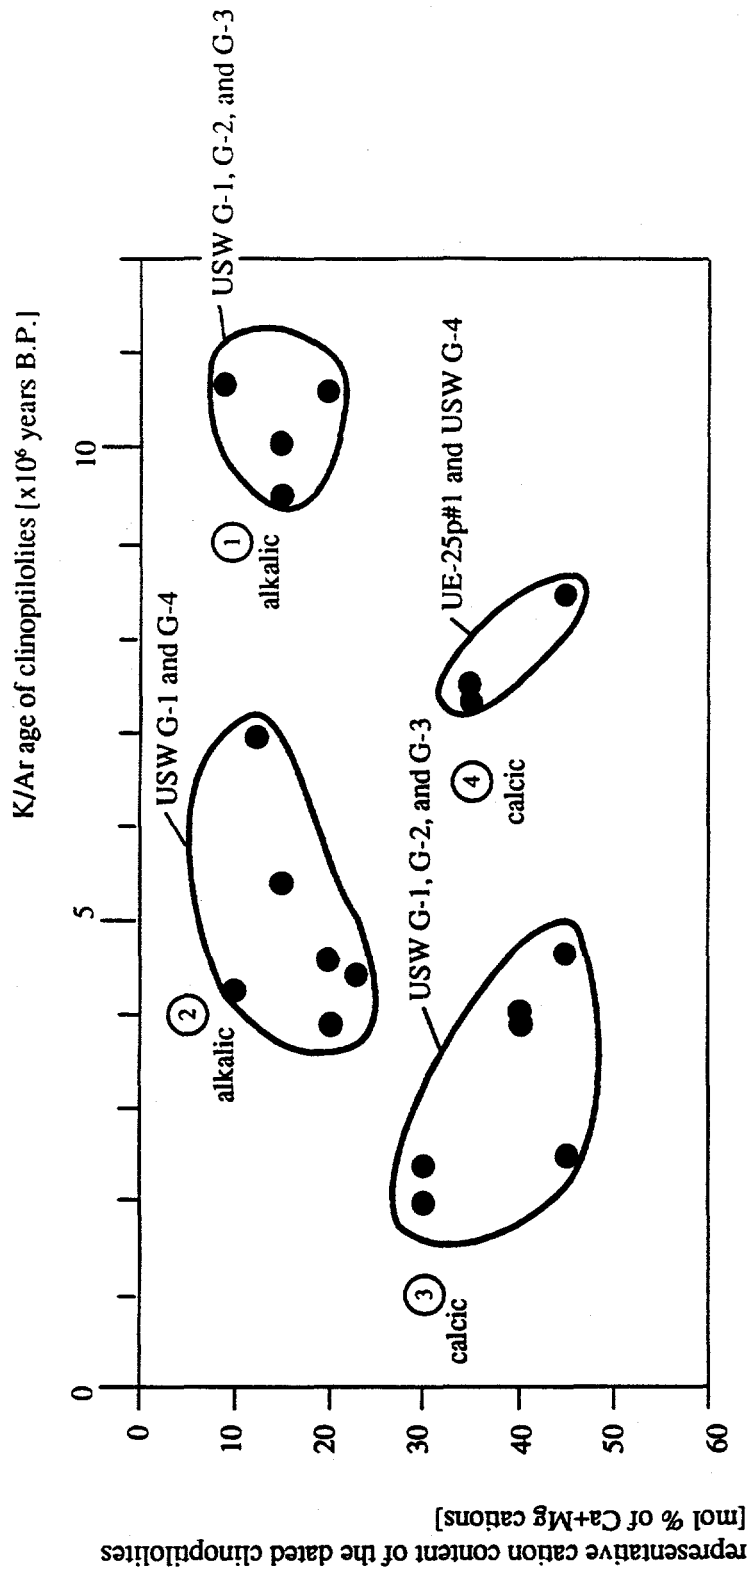 K/Ar age of clinoptilolites [x10⁶ years B.P.]
0
5
10
0
10
20
30
40
50
60
representative cation content of the dated clinoptilolites
[mol % of Ca+Mg cations]
USW G-1, G-2, and G-3
1
alkalic
USW G-1 and G-4
2
alkalic
USW G-1, G-2, and G-3
3
calcic
UE-25p#1 and USW G-4
4
calcic